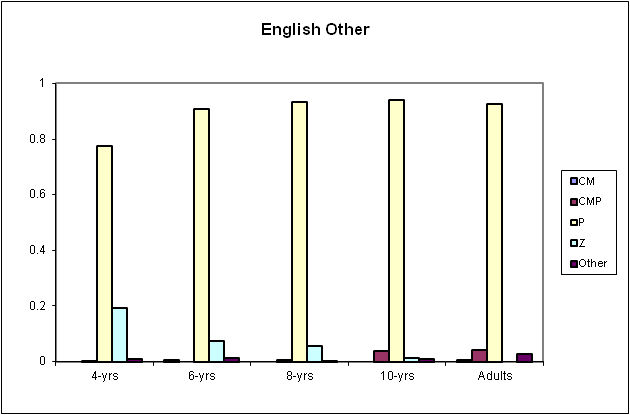 English Other
1
0.8
0.6
0.4
0.2
0
4-yrs 6-yrs 8-yrs 10-yrs Adults
CM
CMP
P
Z
Other